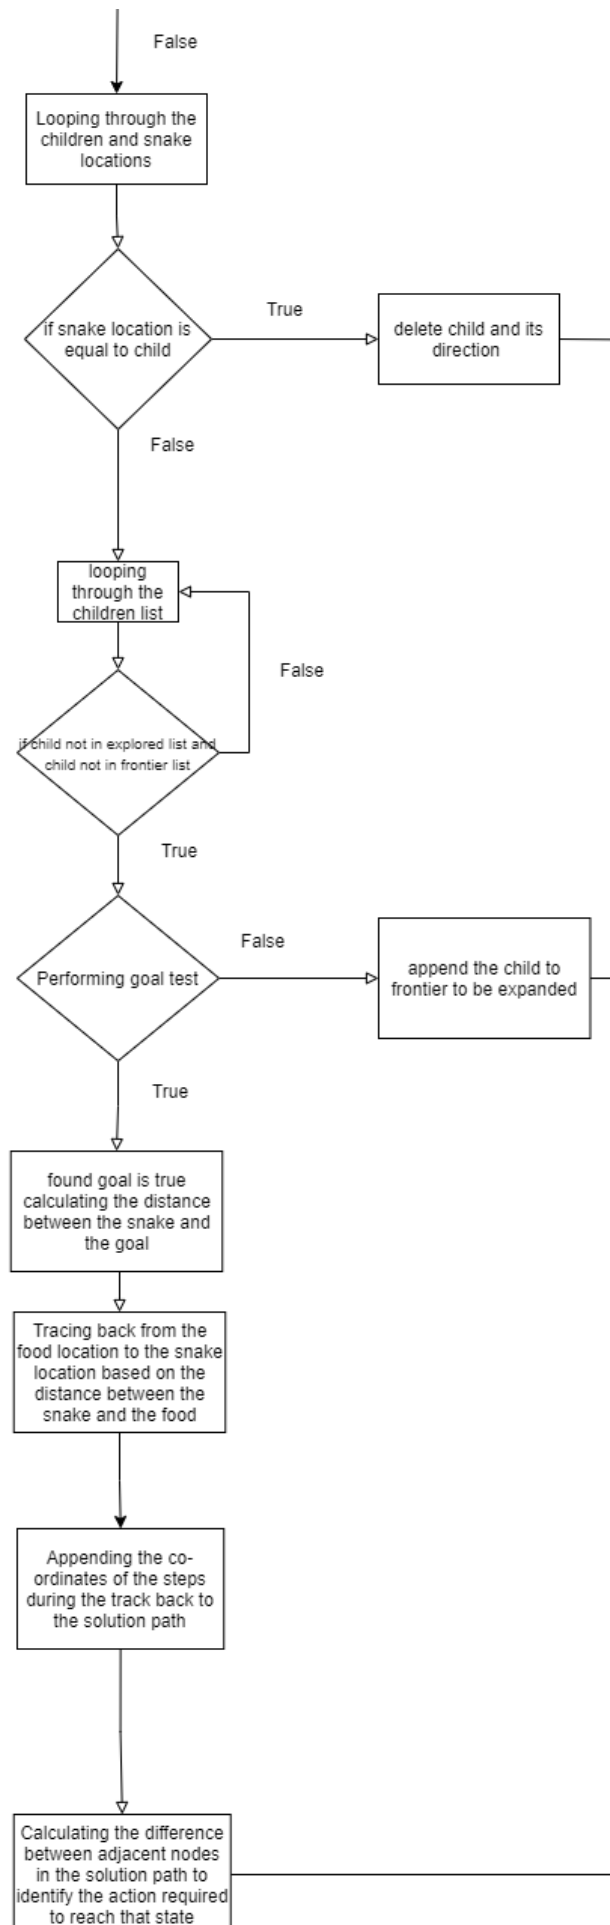 False
Looping through the
children and snake
locations
if snake location is
equal to child
True
delete child and its
direction
False
looping
through the
children list
False
if child not in explored list and
child not in frontier list
True
Performing goal test
False
append the child to
frontier to be expanded
True
found goal is true
calculating the distance
between the snake and
the goal
Tracing back from the
food location to the snake
location based on the
distance between the
snake and the food
Appending the co-
ordinates of the steps
during the track back to
the solution path
Calculating the difference
between adjacent nodes
in the solution path to
identify the action required
to reach that state